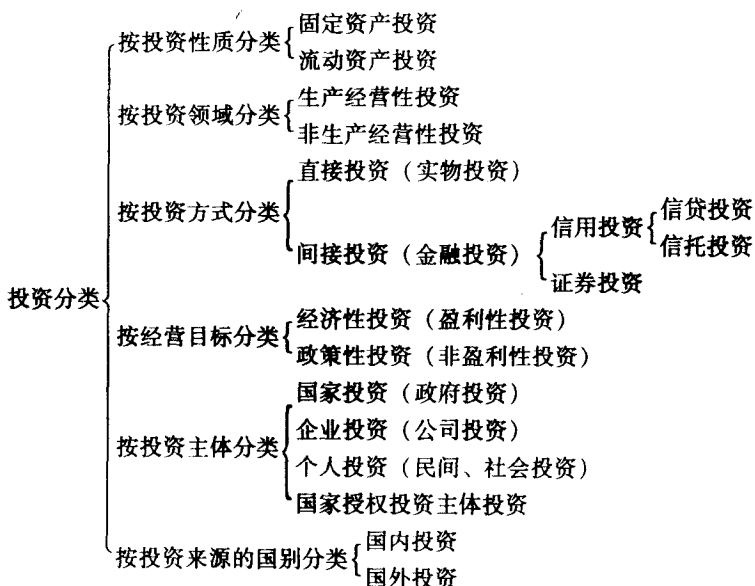 投资分类
按投资性质分类
固定资产投资
流动资产投资
按投资领域分类
生产经营性投资
非生产经营性投资
按投资方式分类
直接投资（实物投资）
间接投资（金融投资）
信用投资
信贷投资
信托投资
证券投资
按经营目标分类
经济性投资（盈利性投资）
政策性投资（非盈利性投资）
按投资主体分类
国家投资（政府投资）
企业投资（公司投资）
个人投资（民间、社会投资）
国家授权投资主体投资
按投资来源的国别分类
国内投资
国外投资